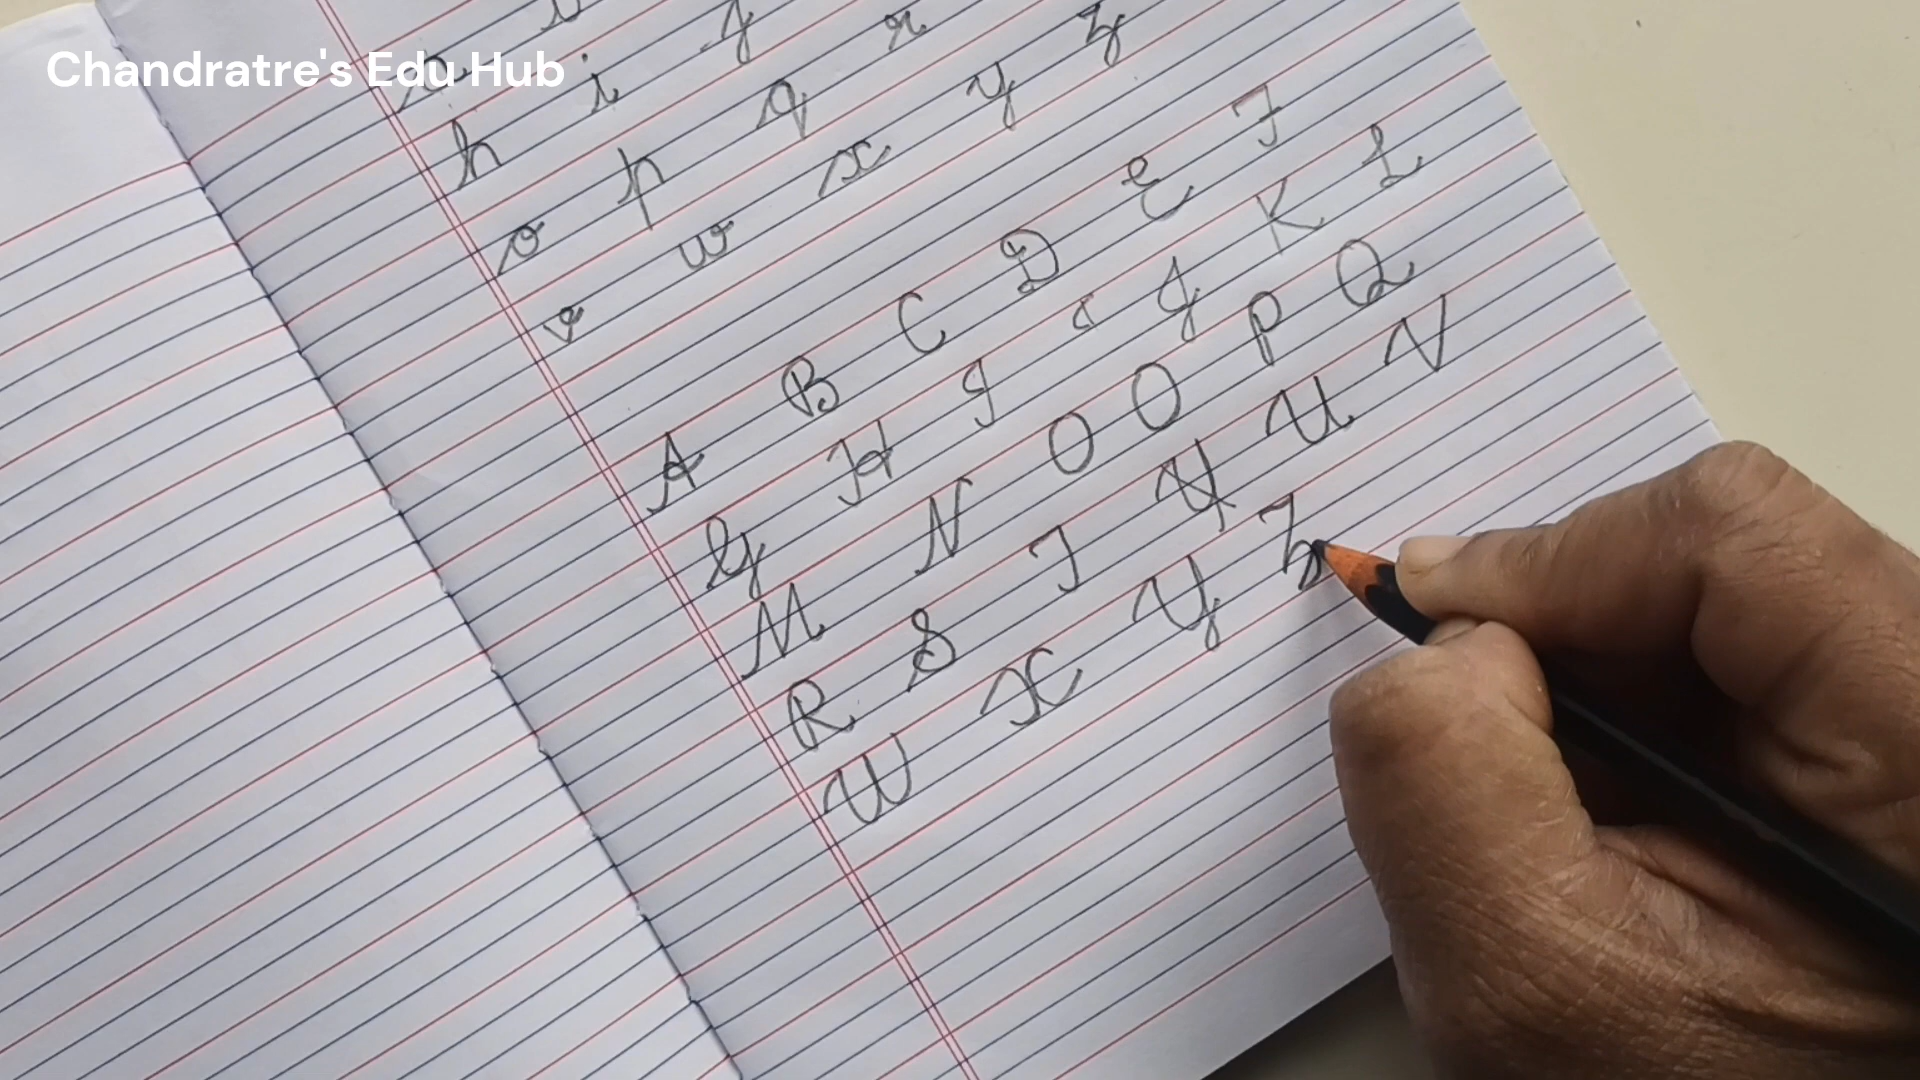 Chandratre's Edu Hub
h i j
o p q r
v w x y z
A B C D E F
G H I J K L
M N O O P Q
R S T U V
W X Y Z